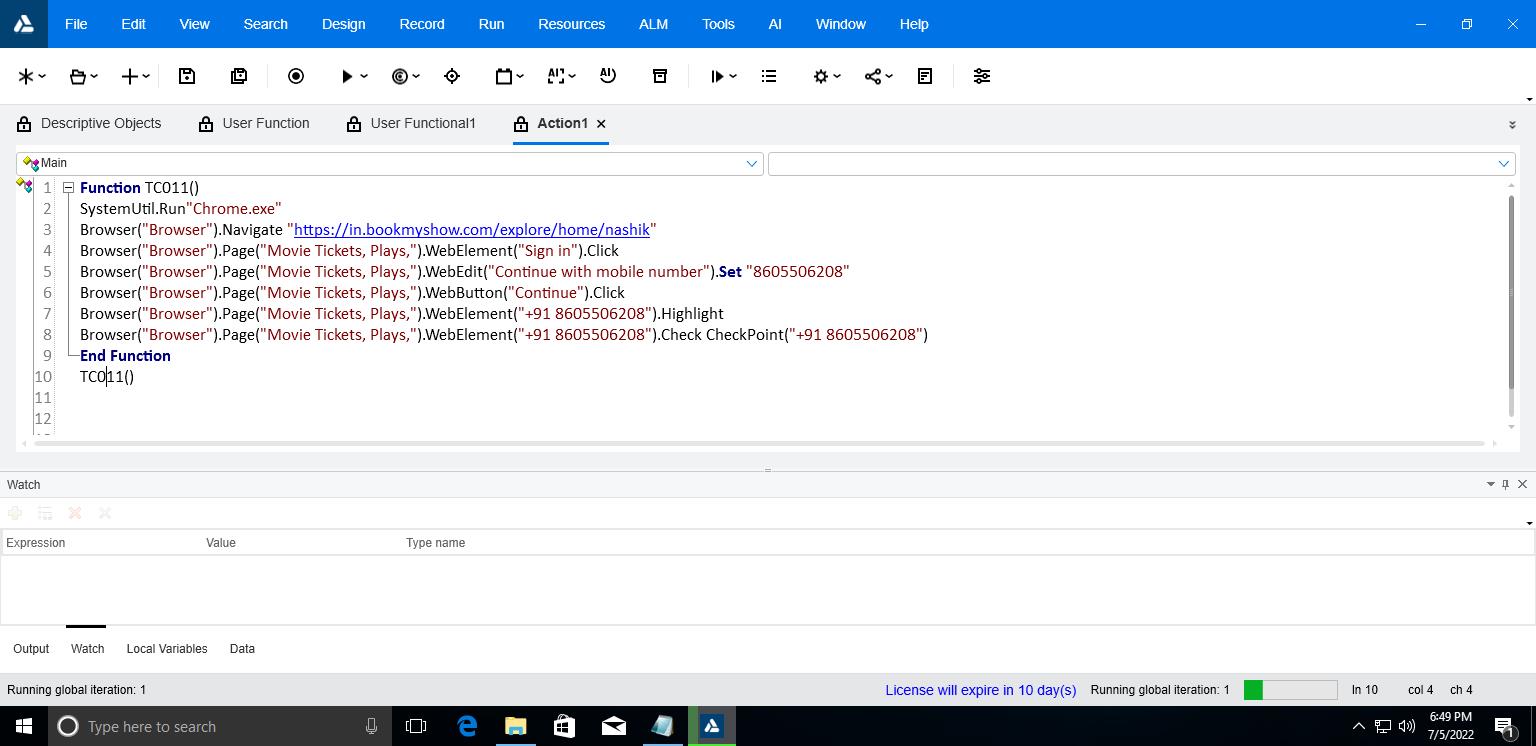 File Edit View Search Design Record Run Resources ALM Tools AI Window Help
Descriptive Objects User Function User Functional1 Action1
Main
1 Function TC011()
2 SystemUtil.Run"Chrome.exe"
3 Browser("Browser").Navigate "https://in.bookmyshow.com/explore/home/nashik"
4 Browser("Browser").Page("Movie Tickets, Plays,").WebElement("Sign in").Click
5 Browser("Browser").Page("Movie Tickets, Plays,").WebEdit("Continue with mobile number").Set "8605506208"
6 Browser("Browser").Page("Movie Tickets, Plays,").WebButton("Continue").Click
7 Browser("Browser").Page("Movie Tickets, Plays,").WebElement("+91 8605506208").Highlight
8 Browser("Browser").Page("Movie Tickets, Plays,").WebElement("+91 8605506208").Check CheckPoint("+91 8605506208")
9 End Function
10 TC011()
11
12
Watch
Expression Value Type name
Output Watch Local Variables Data
Running global iteration: 1 License will expire in 10 day(s) Running global iteration: 1 ln 10 col 4 ch 4
Type here to search
6:49 PM
7/5/2022
1